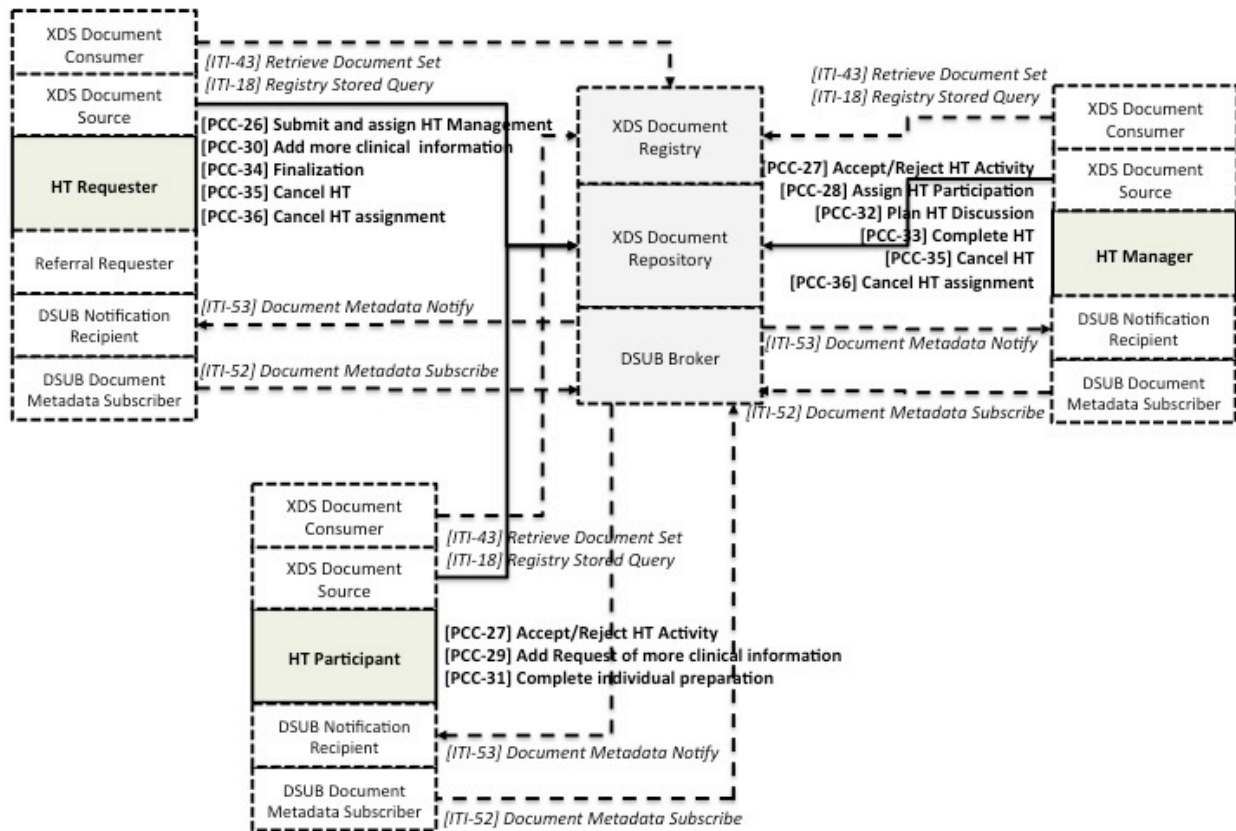 XDS Document
Consumer
XDS Document
Source
HT Requester
Referral Requester
DSUB Notification
Recipient
DSUB Document
Metadata Subscriber
[ITI-43] Retrieve Document Set
[ITI-18] Registry Stored Query
[PCC-26] Submit and assign HT Management
[PCC-30] Add more clinical information
[PCC-34] Finalization
[PCC-35] Cancel HT
[PCC-36] Cancel HT assignment
[ITI-53] Document Metadata Notify
[ITI-52] Document Metadata Subscribe
XDS Document
Registry
XDS Document
Repository
DSUB Broker
[ITI-43] Retrieve Document Set
[ITI-18] Registry Stored Query
[PCC-27] Accept/Reject HT Activity
[PCC-28] Assign HT Participation
[PCC-32] Plan HT Discussion
[PCC-33] Complete HT
[PCC-35] Cancel HT
[PCC-36] Cancel HT assignment
[ITI-53] Document Metadata Notify
[ITI-52] Document Metadata Subscribe
XDS Document
Consumer
XDS Document
Source
HT Manager
DSUB Notification
Recipient
DSUB Document
Metadata Subscriber
XDS Document
Consumer
XDS Document
Source
HT Participant
DSUB Notification
Recipient
DSUB Document
Metadata Subscriber
[ITI-43] Retrieve Document Set
[ITI-18] Registry Stored Query
[PCC-27] Accept/Reject HT Activity
[PCC-29] Add Request of more clinical information
[PCC-31] Complete individual preparation
[ITI-53] Document Metadata Notify
[ITI-52] Document Metadata Subscribe